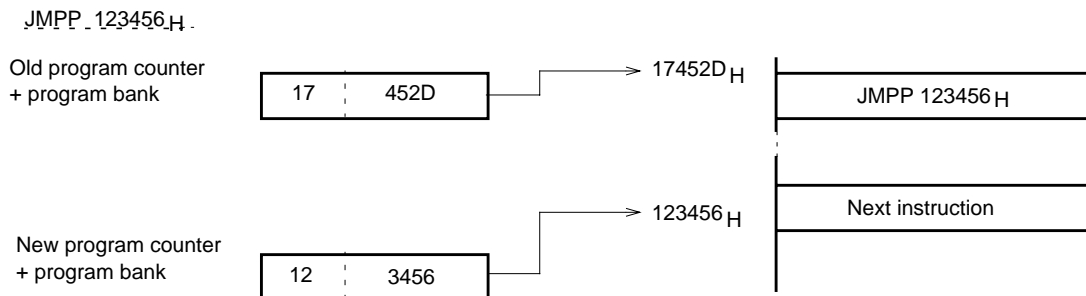 JMPP 123456H
Old program counter
+ program bank
17 452D
17452DH
JMPP 123456H
123456H
Next instruction
New program counter
+ program bank
12 3456